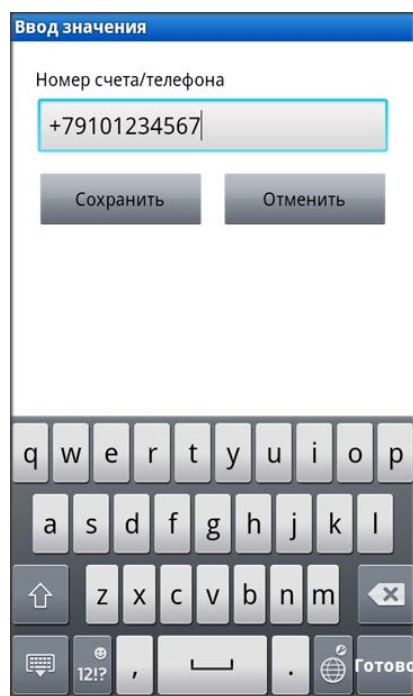 Ввод значения
Номер счета/телефона
+79101234567
Сохранить Отменить
q w e r t y u i o p
a s d f g h j k l
z x c v b n m
12!? , . Готово